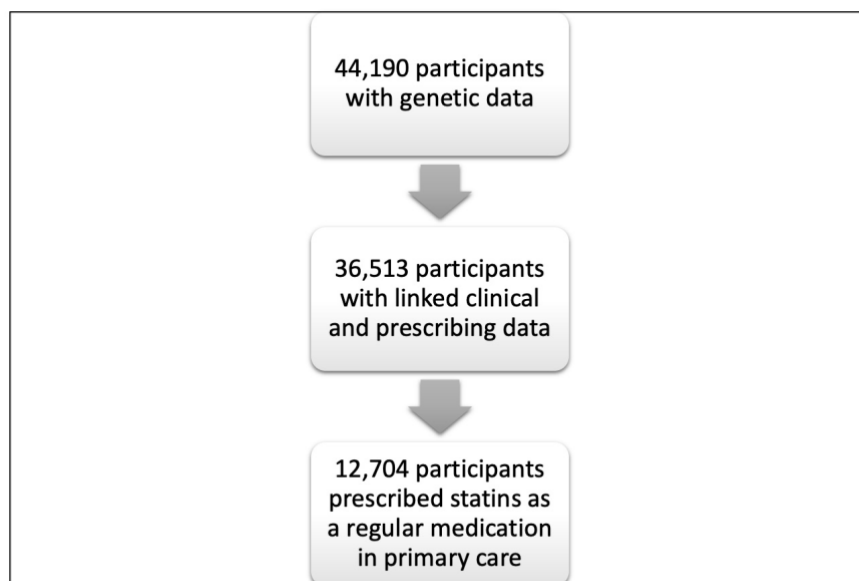 44,190 participants
with genetic data
36,513 participants
with linked clinical
and prescribing data
12,704 participants
prescribed statins as
a regular medication
in primary care